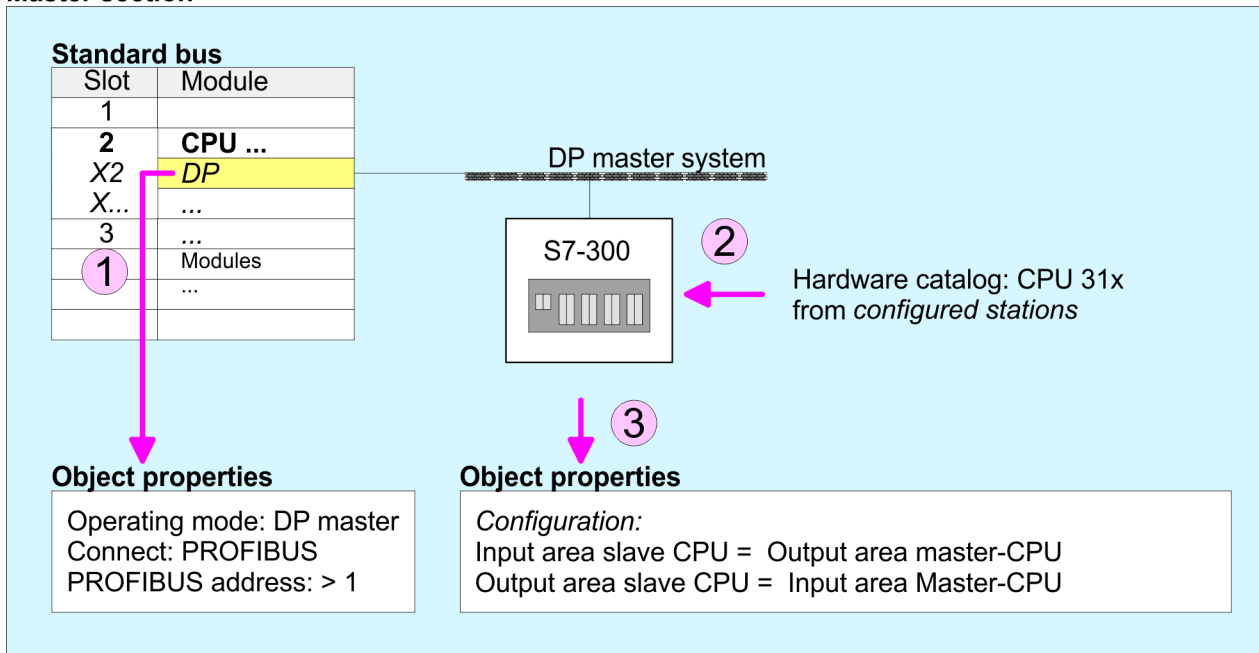 Standard bus
Slot Module
1
2 CPU ...
X2 DP
X... ...
3 ...
Modules
...
1
DP master system
S7-300
2
Hardware catalog: CPU 31x
from configured stations
3
Object properties
Operating mode: DP master
Connect: PROFIBUS
PROFIBUS address: > 1
Object properties
Configuration:
Input area slave CPU = Output area master-CPU
Output area slave CPU = Input area Master-CPU